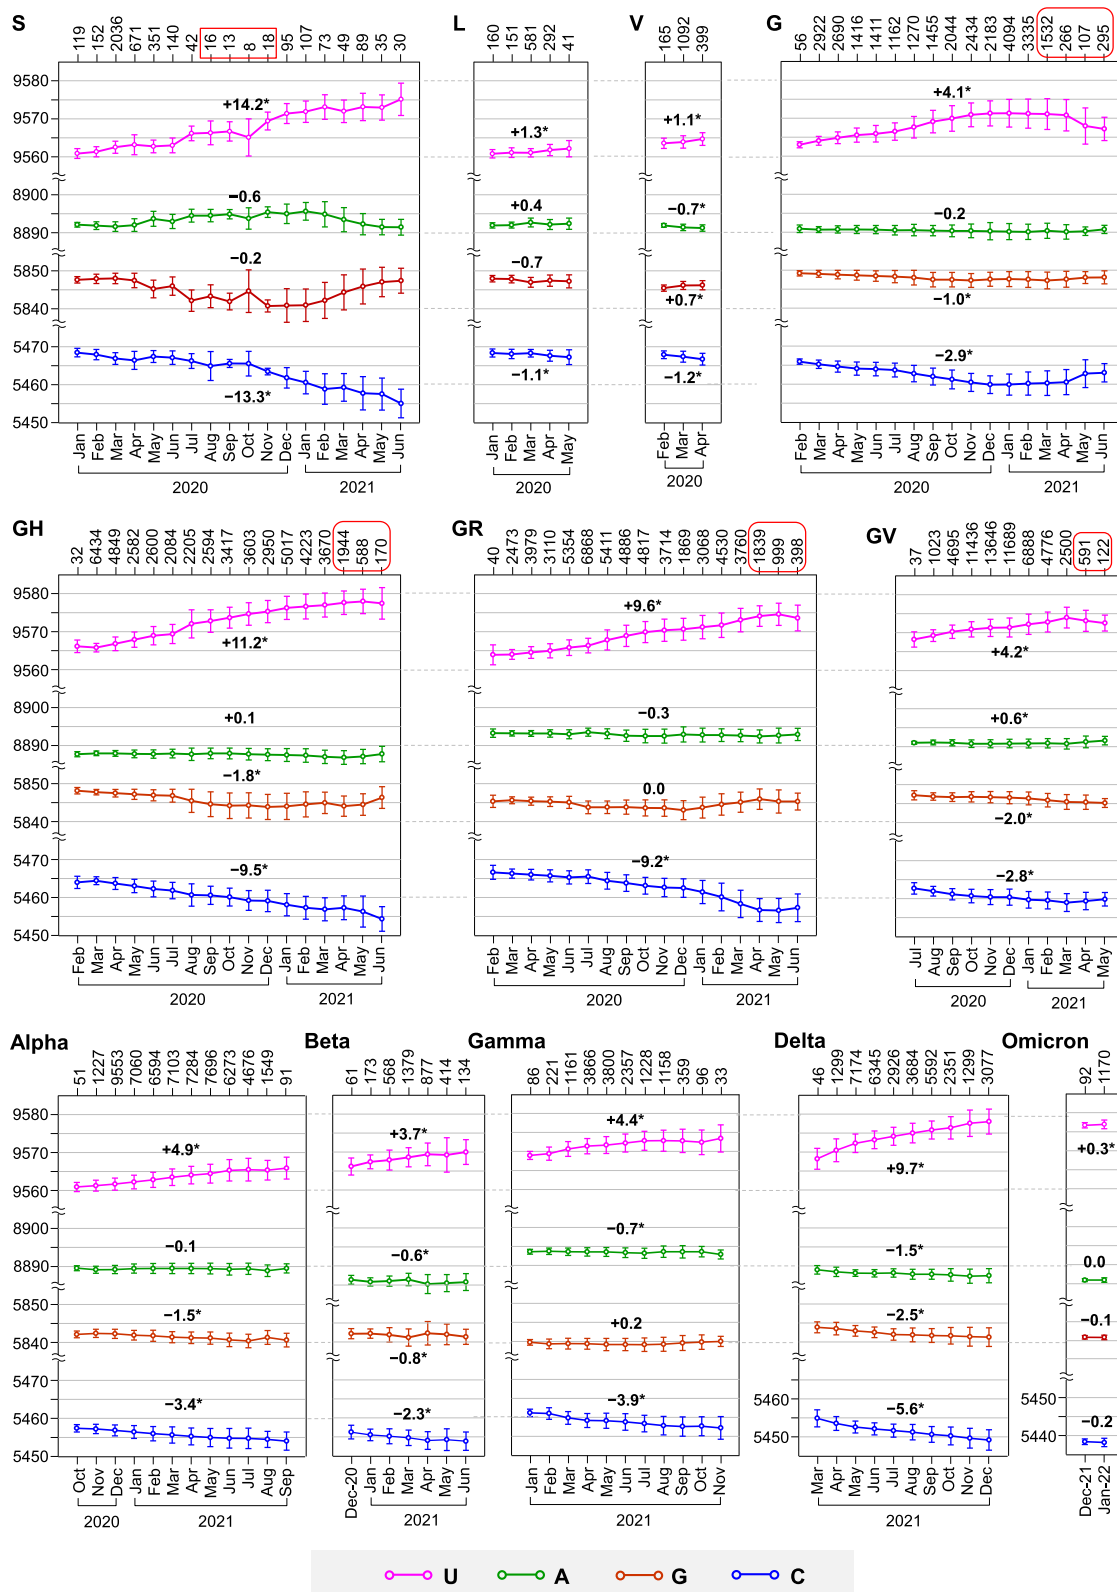 S L V G
119 152 2036 671 351 140 42 16 13 8 18 95 107 73 49 89 35 30
160 151 581 292 41
165 1092 399
56 2922 2690 1416 1411 1162 1270 1455 2044 2434 2183 4094 3335 1532 266 107 295
9580
9570
9560
8900
8890
5850
5840
5470
5460
5450
+14.2* +1.3* +1.1* +4.1*
−0.6 +0.4 −0.7* −0.2
−0.2 −0.7 +0.7* −1.0*
−13.3* −1.1* −1.2* −2.9*
Jan Feb Mar Apr May Jun Jul Aug Sep Oct Nov Dec Jan Feb Mar Apr May Jun
Jan Feb Mar Apr May
Feb Mar Apr
Feb Mar Apr May Jun Jul Aug Sep Oct Nov Dec Jan Feb Mar Apr May Jun
2020 2021 2020 2020 2020 2021
GH GR GV
32 6434 4849 2582 2600 2084 2205 2594 3417 3603 2950 5017 4223 3670 1944 588 170
40 2473 3979 3110 5354 6868 5411 4886 4817 3714 1869 3068 4530 3760 1839 999 398
37 1023 4695 11436 13646 11689 6888 4776 2500 591 122
9580
9570
9560
8900
8890
5850
5840
5470
5460
5450
+11.2* +9.6* +4.2*
+0.1 −0.3 +0.6*
−1.8* 0.0 −2.0*
−9.5* −9.2* −2.8*
Feb Mar Apr May Jun Jul Aug Sep Oct Nov Dec Jan Feb Mar Apr May Jun
Feb Mar Apr May Jun Jul Aug Sep Oct Nov Dec Jan Feb Mar Apr May Jun
Jul Aug Sep Oct Nov Dec Jan Feb Mar Apr May
2020 2021 2020 2021 2020 2021
Alpha Beta Gamma Delta Omicron
51 1227 9553 7060 6594 7103 7284 7696 6273 4676 1549 91
61 173 568 1379 877 414 134
86 221 1161 3866 3800 2357 1228 1158 359 96 33
46 1299 7174 6345 2926 3684 5592 2351 1299 3077
92 1170
9580
9570
9560
8900
8890
5850
5840
5470
5460
5450
5460
5450
5450
5440
+4.9* +3.7* +4.4* +9.7* +0.3*
−0.1 −0.6* −0.7* −1.5* 0.0
−1.5* −0.8* +0.2 −2.5* −0.1
−3.4* −2.3* −3.9* −5.6* −0.2
Oct Nov Dec Jan Feb Mar Apr May Jun Jul Aug Sep
Dec-20 Jan Feb Mar Apr May Jun
Jan Feb Mar Apr May Jun Jul Aug Sep Oct Nov
Mar Apr May Jun Jul Aug Sep Oct Nov Dec
Dec-21 Jan-22
2020 2021 2021 2021 2021
U A G C